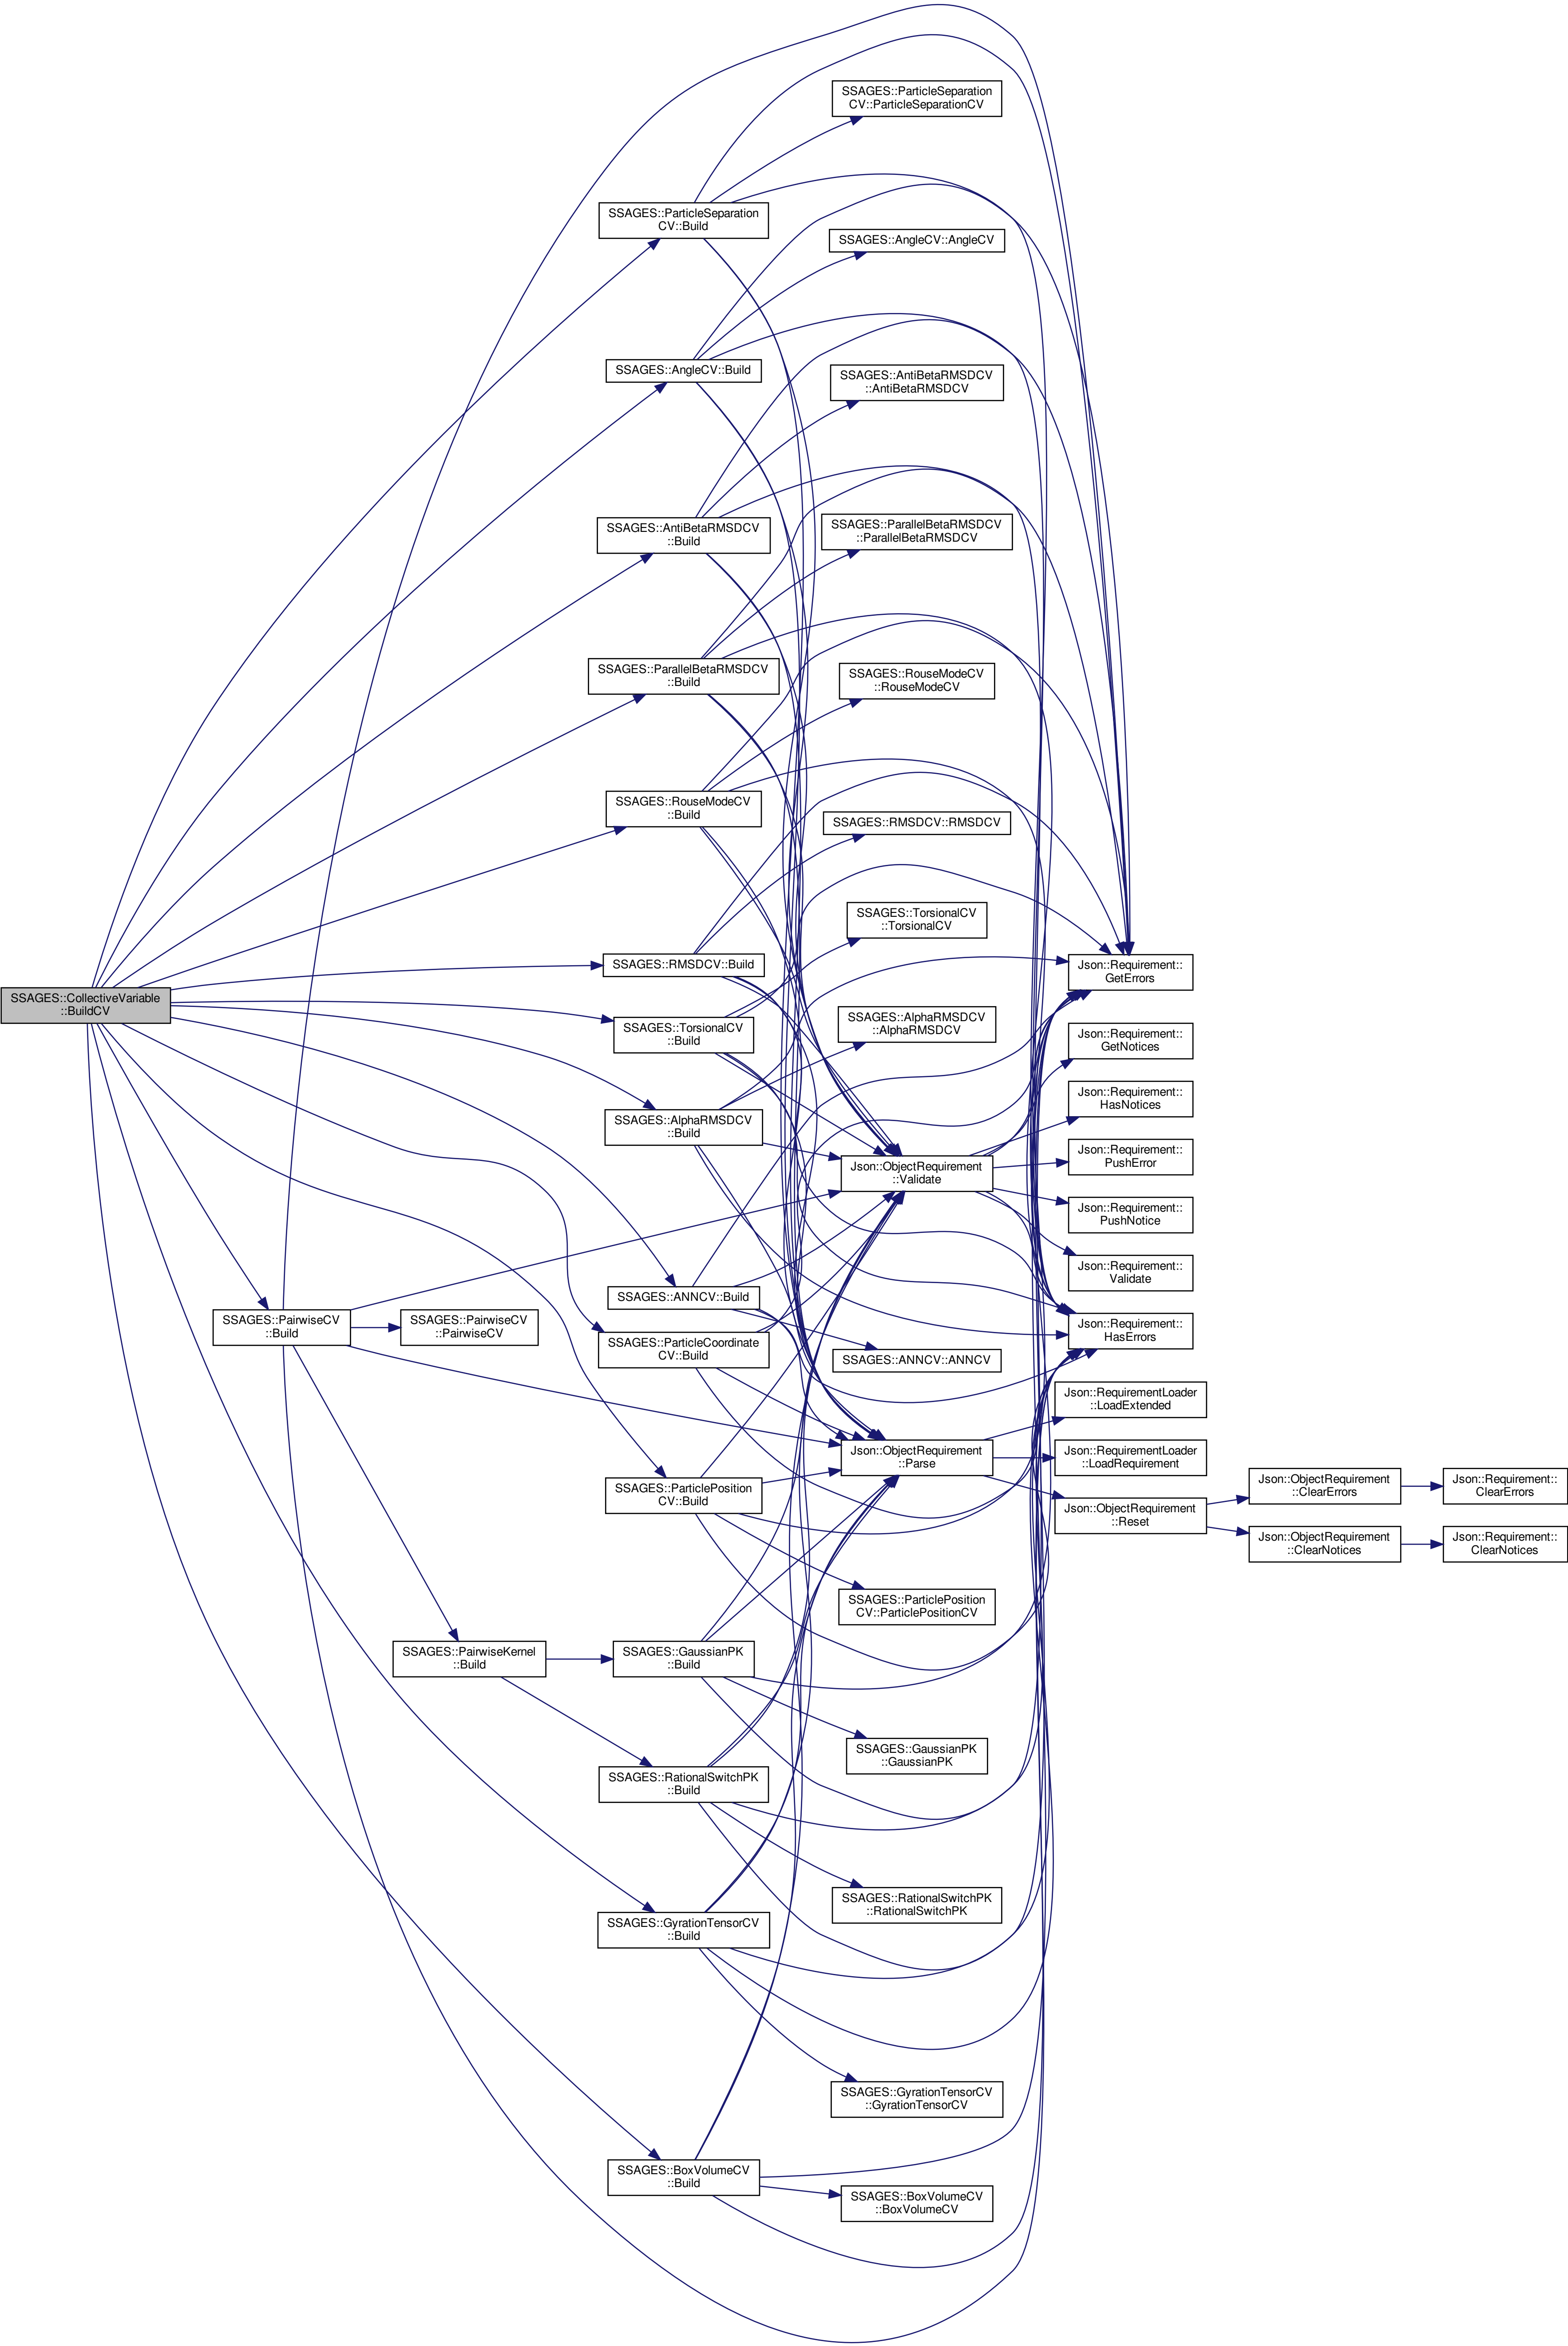 SSAGES::CollectiveVariable
::BuildCV
SSAGES::PairwiseCV
::Build
SSAGES::PairwiseCV
::PairwiseCV
SSAGES::PairwiseKernel
::Build
SSAGES::ParticleSeparation
CV::Build
SSAGES::AngleCV::Build
SSAGES::AntiBetaRMSDCV
::Build
SSAGES::ParallelBetaRMSDCV
::Build
SSAGES::RouseModeCV
::Build
SSAGES::RMSDCV::Build
SSAGES::TorsionalCV
::Build
SSAGES::AlphaRMSDCV
::Build
SSAGES::ANNCV::Build
SSAGES::ParticleCoordinate
CV::Build
SSAGES::ParticlePosition
CV::Build
SSAGES::GaussianPK
::Build
SSAGES::RationalSwitchPK
::Build
SSAGES::GyrationTensorCV
::Build
SSAGES::BoxVolumeCV
::Build
SSAGES::ParticleSeparation
CV::ParticleSeparationCV
SSAGES::AngleCV::AngleCV
SSAGES::AntiBetaRMSDCV
::AntiBetaRMSDCV
SSAGES::ParallelBetaRMSDCV
::ParallelBetaRMSDCV
SSAGES::RouseModeCV
::RouseModeCV
SSAGES::RMSDCV::RMSDCV
SSAGES::TorsionalCV
::TorsionalCV
SSAGES::AlphaRMSDCV
::AlphaRMSDCV
Json::ObjectRequirement
::Validate
SSAGES::ANNCV::ANNCV
Json::ObjectRequirement
::Parse
SSAGES::ParticlePosition
CV::ParticlePositionCV
SSAGES::GaussianPK
::GaussianPK
SSAGES::RationalSwitchPK
::RationalSwitchPK
SSAGES::GyrationTensorCV
::GyrationTensorCV
SSAGES::BoxVolumeCV
::BoxVolumeCV
Json::Requirement::
GetErrors
Json::Requirement::
GetNotices
Json::Requirement::
HasNotices
Json::Requirement::
PushError
Json::Requirement::
PushNotice
Json::Requirement::
Validate
Json::Requirement::
HasErrors
Json::RequirementLoader
::LoadExtended
Json::RequirementLoader
::LoadRequirement
Json::ObjectRequirement
::Reset
Json::ObjectRequirement
::ClearErrors
Json::ObjectRequirement
::ClearNotices
Json::Requirement::
ClearErrors
Json::Requirement::
ClearNotices